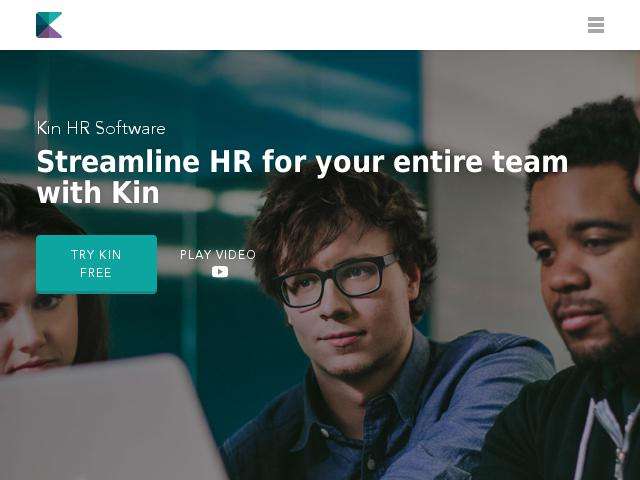 Kin HR Software
Streamline HR for your entire team
with Kin
TRY KIN
FREE
PLAY VIDEO